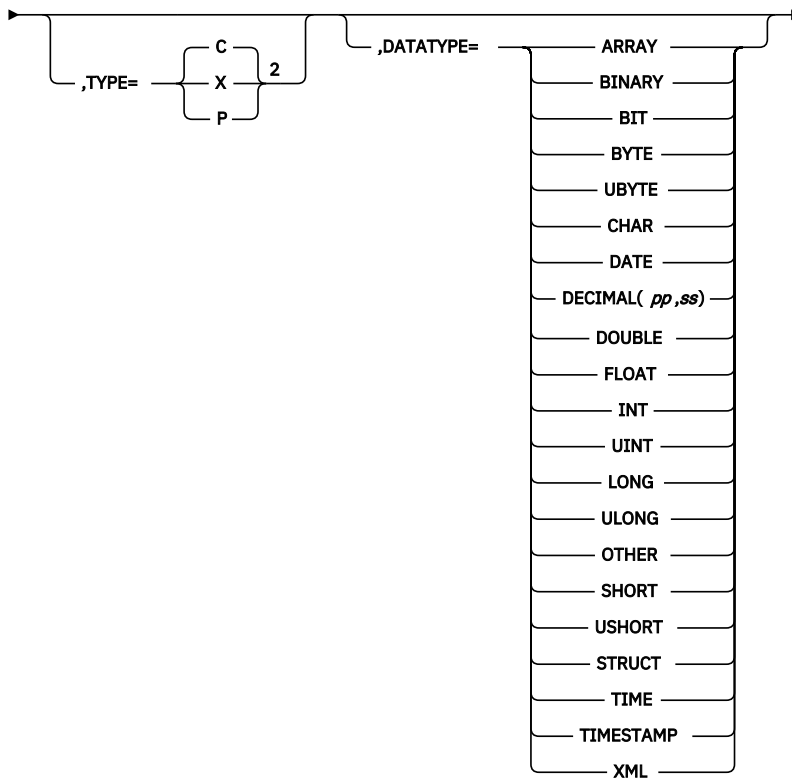 ,TYPE=
C
X
P
2
,DATATYPE=
ARRAY
BINARY
BIT
BYTE
UBYTE
CHAR
DATE
DECIMAL( pp ,ss)
DOUBLE
FLOAT
INT
UINT
LONG
ULONG
OTHER
SHORT
USHORT
STRUCT
TIME
TIMESTAMP
XML